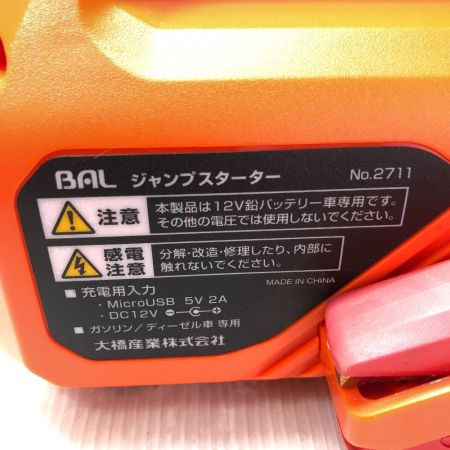 BAL ジャンプスターター No.2711
注意 本製品は12V鉛バッテリー車専用です。
その他の電圧では使用しないでください。
感電
注意
分解・改造・修理したり、内部に
触れないでください。
MADE IN CHINA
■ 充電用入力
・MicroUSB 5V 2A
・DC12V
■ ガソリン/ディーゼル車 専用
大橋産業株式会社